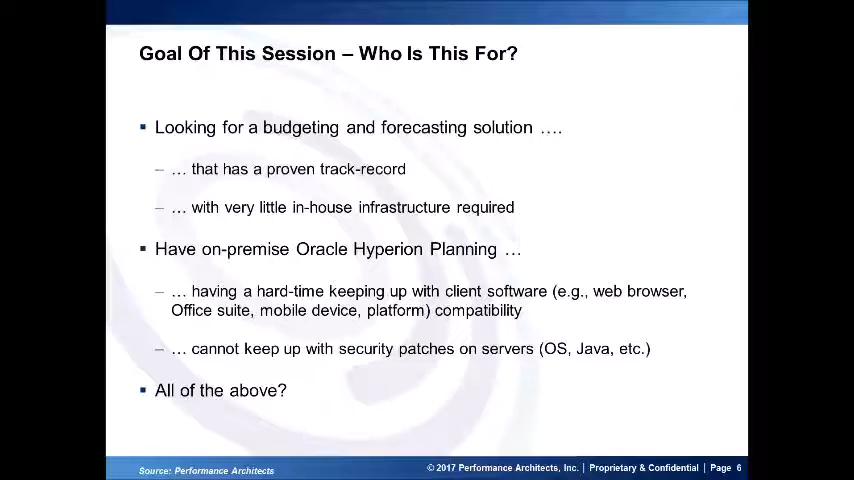 Goal Of This Session – Who Is This For?
▪ Looking for a budgeting and forecasting solution ….
– … that has a proven track-record
– … with very little in-house infrastructure required
▪ Have on-premise Oracle Hyperion Planning …
– … having a hard-time keeping up with client software (e.g., web browser,
Office suite, mobile device, platform) compatibility
– … cannot keep up with security patches on servers (OS, Java, etc.)
▪ All of the above?
Source: Performance Architects
© 2017 Performance Architects, Inc. | Proprietary & Confidential | Page 6